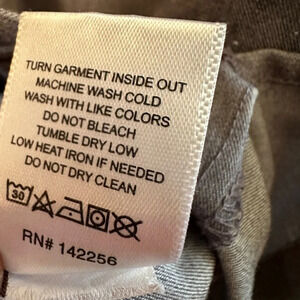 TURN GARMENT INSIDE OUT
MACHINE WASH COLD
WASH WITH LIKE COLORS
DO NOT BLEACH
TUMBLE DRY LOW
LOW HEAT IRON IF NEEDED
DO NOT DRY CLEAN
30
RN# 142256